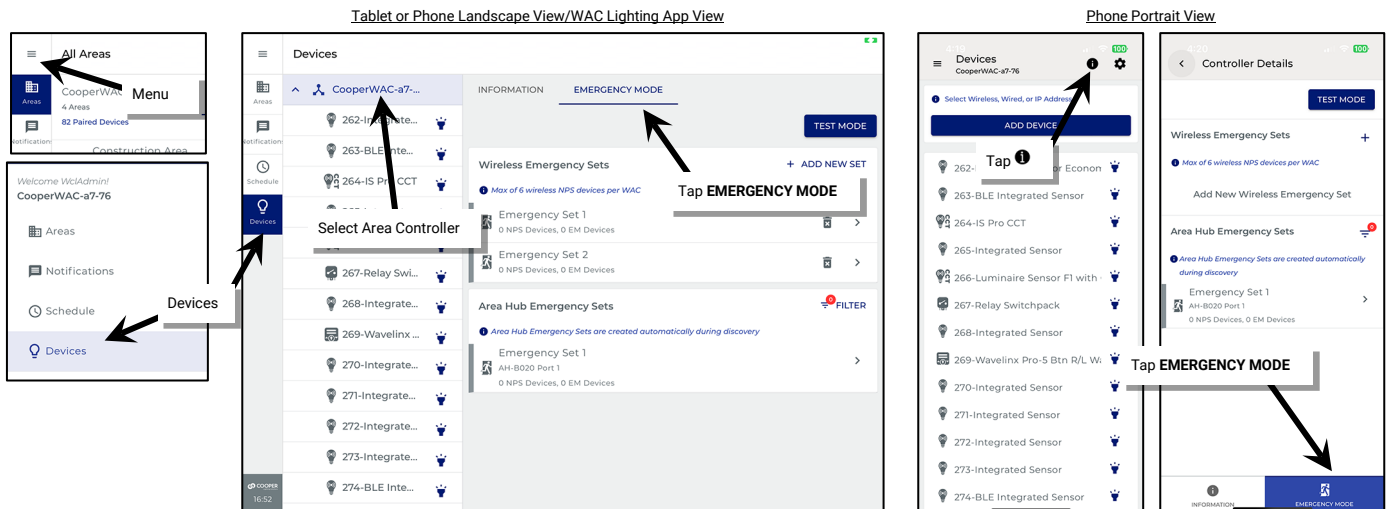 Tablet or Phone Landscape View/WAC Lighting App View
Phone Portrait View
All Areas
Areas
4 Areas
82 Paired Devices
Construction Area
Menu
Welcome WclAdmin!
CooperWAC-a7-76
Areas
Notifications
Schedule
Devices
Devices
Devices
Areas
Schedule
Devices
COOPER
16:52
CooperWAC-a7-...
262-Integrate...
263-BLE Inte...
264-IS Pro CCT
267-Relay Swi...
268-Integrate...
269-Wavelinx ...
270-Integrate...
271-Integrate...
272-Integrate...
273-Integrate...
274-BLE Inte...
Select Area Controller
INFORMATION
EMERGENCY MODE
TEST MODE
Wireless Emergency Sets
+ ADD NEW SET
Max of 6 wireless NPS devices per WAC
Tap EMERGENCY MODE
Emergency Set 1
0 NPS Devices, 0 EM Devices
Emergency Set 2
0 NPS Devices, 0 EM Devices
Area Hub Emergency Sets
0 FILTER
Area Hub Emergency Sets are created automatically during discovery
Emergency Set 1
AH-B020 Port 1
0 NPS Devices, 0 EM Devices
4:19
100
Devices
CooperWAC-a7-76
Select Wireless, Wired, or IP Address
ADD DEVICE
Tap
263-BLE Integrated Sensor
264-IS Pro CCT
265-Integrated Sensor
266-Luminaire Sensor F1 with
267-Relay Switchpack
268-Integrated Sensor
269-Wavelinx Pro-5 Btn R/L W
270-Integrated Sensor
271-Integrated Sensor
272-Integrated Sensor
273-Integrated Sensor
274-BLE Integrated Sensor
4:20
100
Controller Details
TEST MODE
Wireless Emergency Sets
+
Max of 6 wireless NPS devices per WAC
Add New Wireless Emergency Set
Area Hub Emergency Sets
0
Area Hub Emergency Sets are created automatically
during discovery
Emergency Set 1
AH-B020 Port 1
0 NPS Devices, 0 EM Devices
Tap EMERGENCY MODE
INFORMATION
EMERGENCY MODE